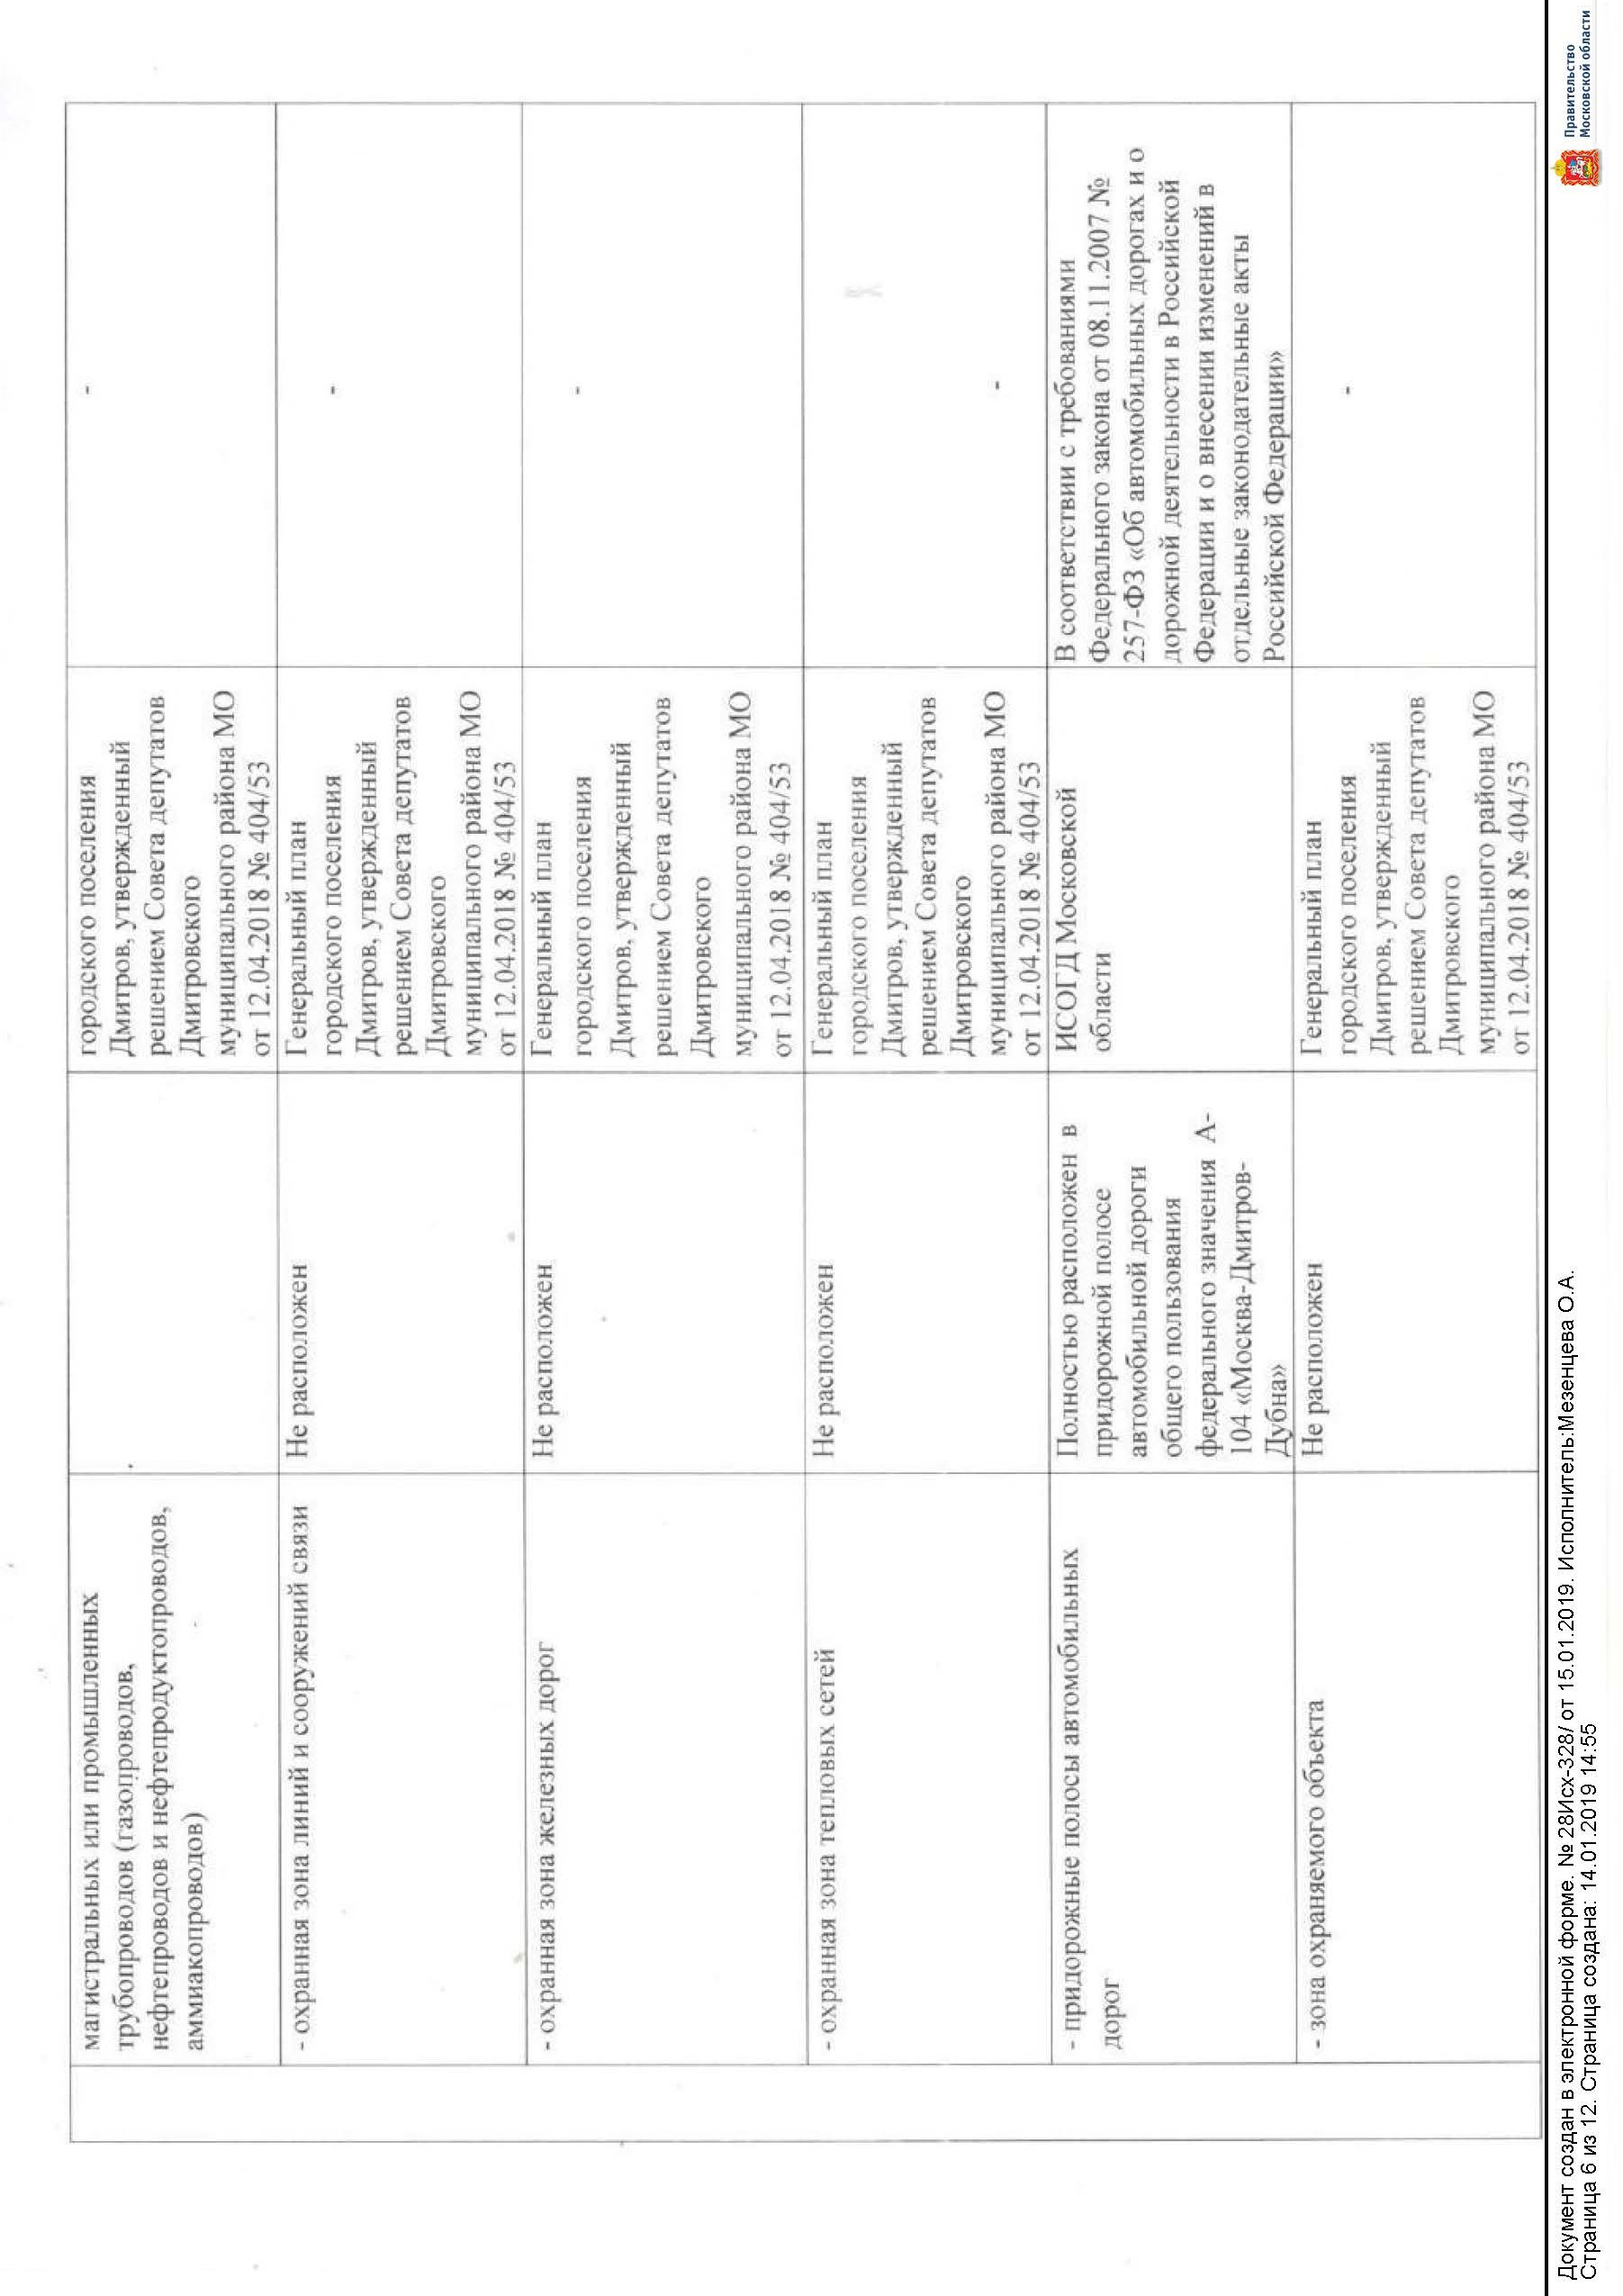 магистральных или промышленных
трубопроводов (газопроводов,
нефтепроводов и нефтепродуктопроводов,
аммиакопроводов)
городского поселения
Дмитров, утвержденный
решением Совета депутатов
Дмитровского
муниципального района МО
от 12.04.2018 № 404/53
-
- охранная зона линий и сооружений связи
Не расположен
Генеральный план
городского поселения
Дмитров, утвержденный
решением Совета депутатов
Дмитровского
муниципального района МО
от 12.04.2018 № 404/53
-
- охранная зона железных дорог
Не расположен
Генеральный план
городского поселения
Дмитров, утвержденный
решением Совета депутатов
Дмитровского
муниципального района МО
от 12.04.2018 № 404/53
-
- охранная зона тепловых сетей
Не расположен
Генеральный план
городского поселения
Дмитров, утвержденный
решением Совета депутатов
Дмитровского
муниципального района МО
от 12.04.2018 № 404/53
-
- придорожные полосы автомобильных
дорог
Полностью расположен в
придорожной полосе
автомобильной дороги
общего пользования
федерального значения А-
104 «Москва-Дмитров-
Дубна»
ИСОГД Московской
области
В соответствии с требованиями
Федерального закона от 08.11.2007 №
257-ФЗ «Об автомобильных дорогах и о
дорожной деятельности в Российской
Федерации и о внесении изменений в
отдельные законодательные акты
Российской Федерации»
- зона охраняемого объекта
Не расположен
Генеральный план
городского поселения
Дмитров, утвержденный
решением Совета депутатов
Дмитровского
муниципального района МО
от 12.04.2018 № 404/53
-
Документ создан в электронной форме. № 28Исх-328/ от 15.01.2019. Исполнитель:Мезенцева О.А.
Страница 6 из 12. Страница создана: 14.01.2019 14:55
Правительство
Московской области